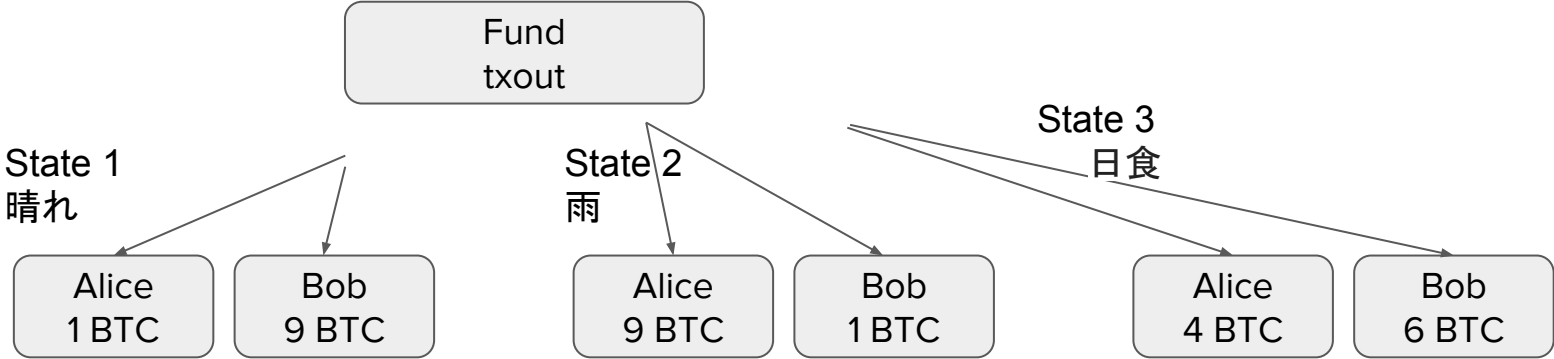 Fund
txout
State 1
晴れ
State 2
雨
State 3
日食
Alice
1 BTC
Bob
9 BTC
Alice
9 BTC
Bob
1 BTC
Alice
4 BTC
Bob
6 BTC